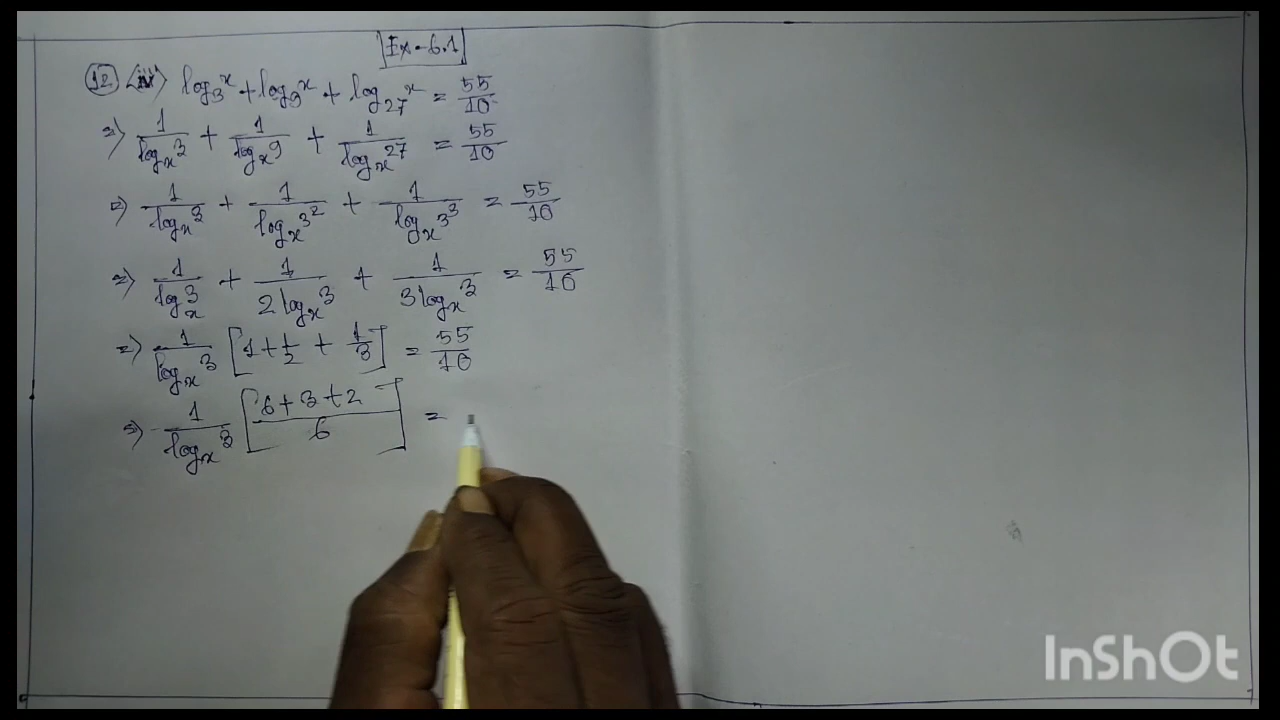 Ex-6.1
12 log₃ˣ + log₉ˣ + log₂₇ˣ = 55/10
⇒) 1/logₓ³ + 1/logₓ⁹ + 1/logₓ²⁷ = 55/10
⇒) 1/logₓ³ + 1/logₓ3² + 1/logₓ3³ = 55/10
⇒) 1/logₓ³ + 1/2logₓ³ + 1/3logₓ³ = 55/10
⇒) 1/logₓ³ [1 + 1/2 + 1/3] = 55/10
⇒) 1/logₓ³ [6+3+2/6] =
InShOt